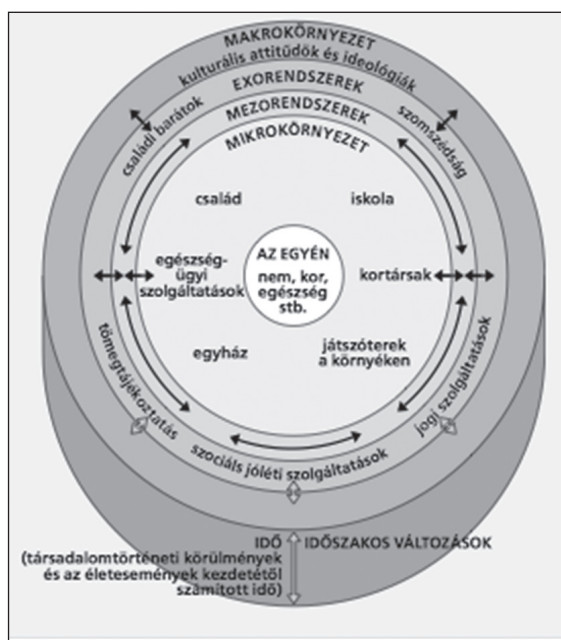 MAKROKÖRNYEZET
kulturális attitűdök és ideológiák
EXORENDSZEREK
családi barátok
szomszédság
MEZORENDSZEREK
MIKROKÖRNYEZET
család
iskola
AZ EGYÉN
nem, kor,
egészség
stb.
egészség-
ügyi
szolgáltatások
kortársak
egyház
játszóterek
a környéken
tömegtájékoztatás
jogi szolgáltatások
szociáls jóléti szolgáltatások
IDŐ
IDŐSZAKOS VÁLTOZÁSOK
(társadalomtörténeti körülmények
és az életesemények kezdetétől
számított idő)